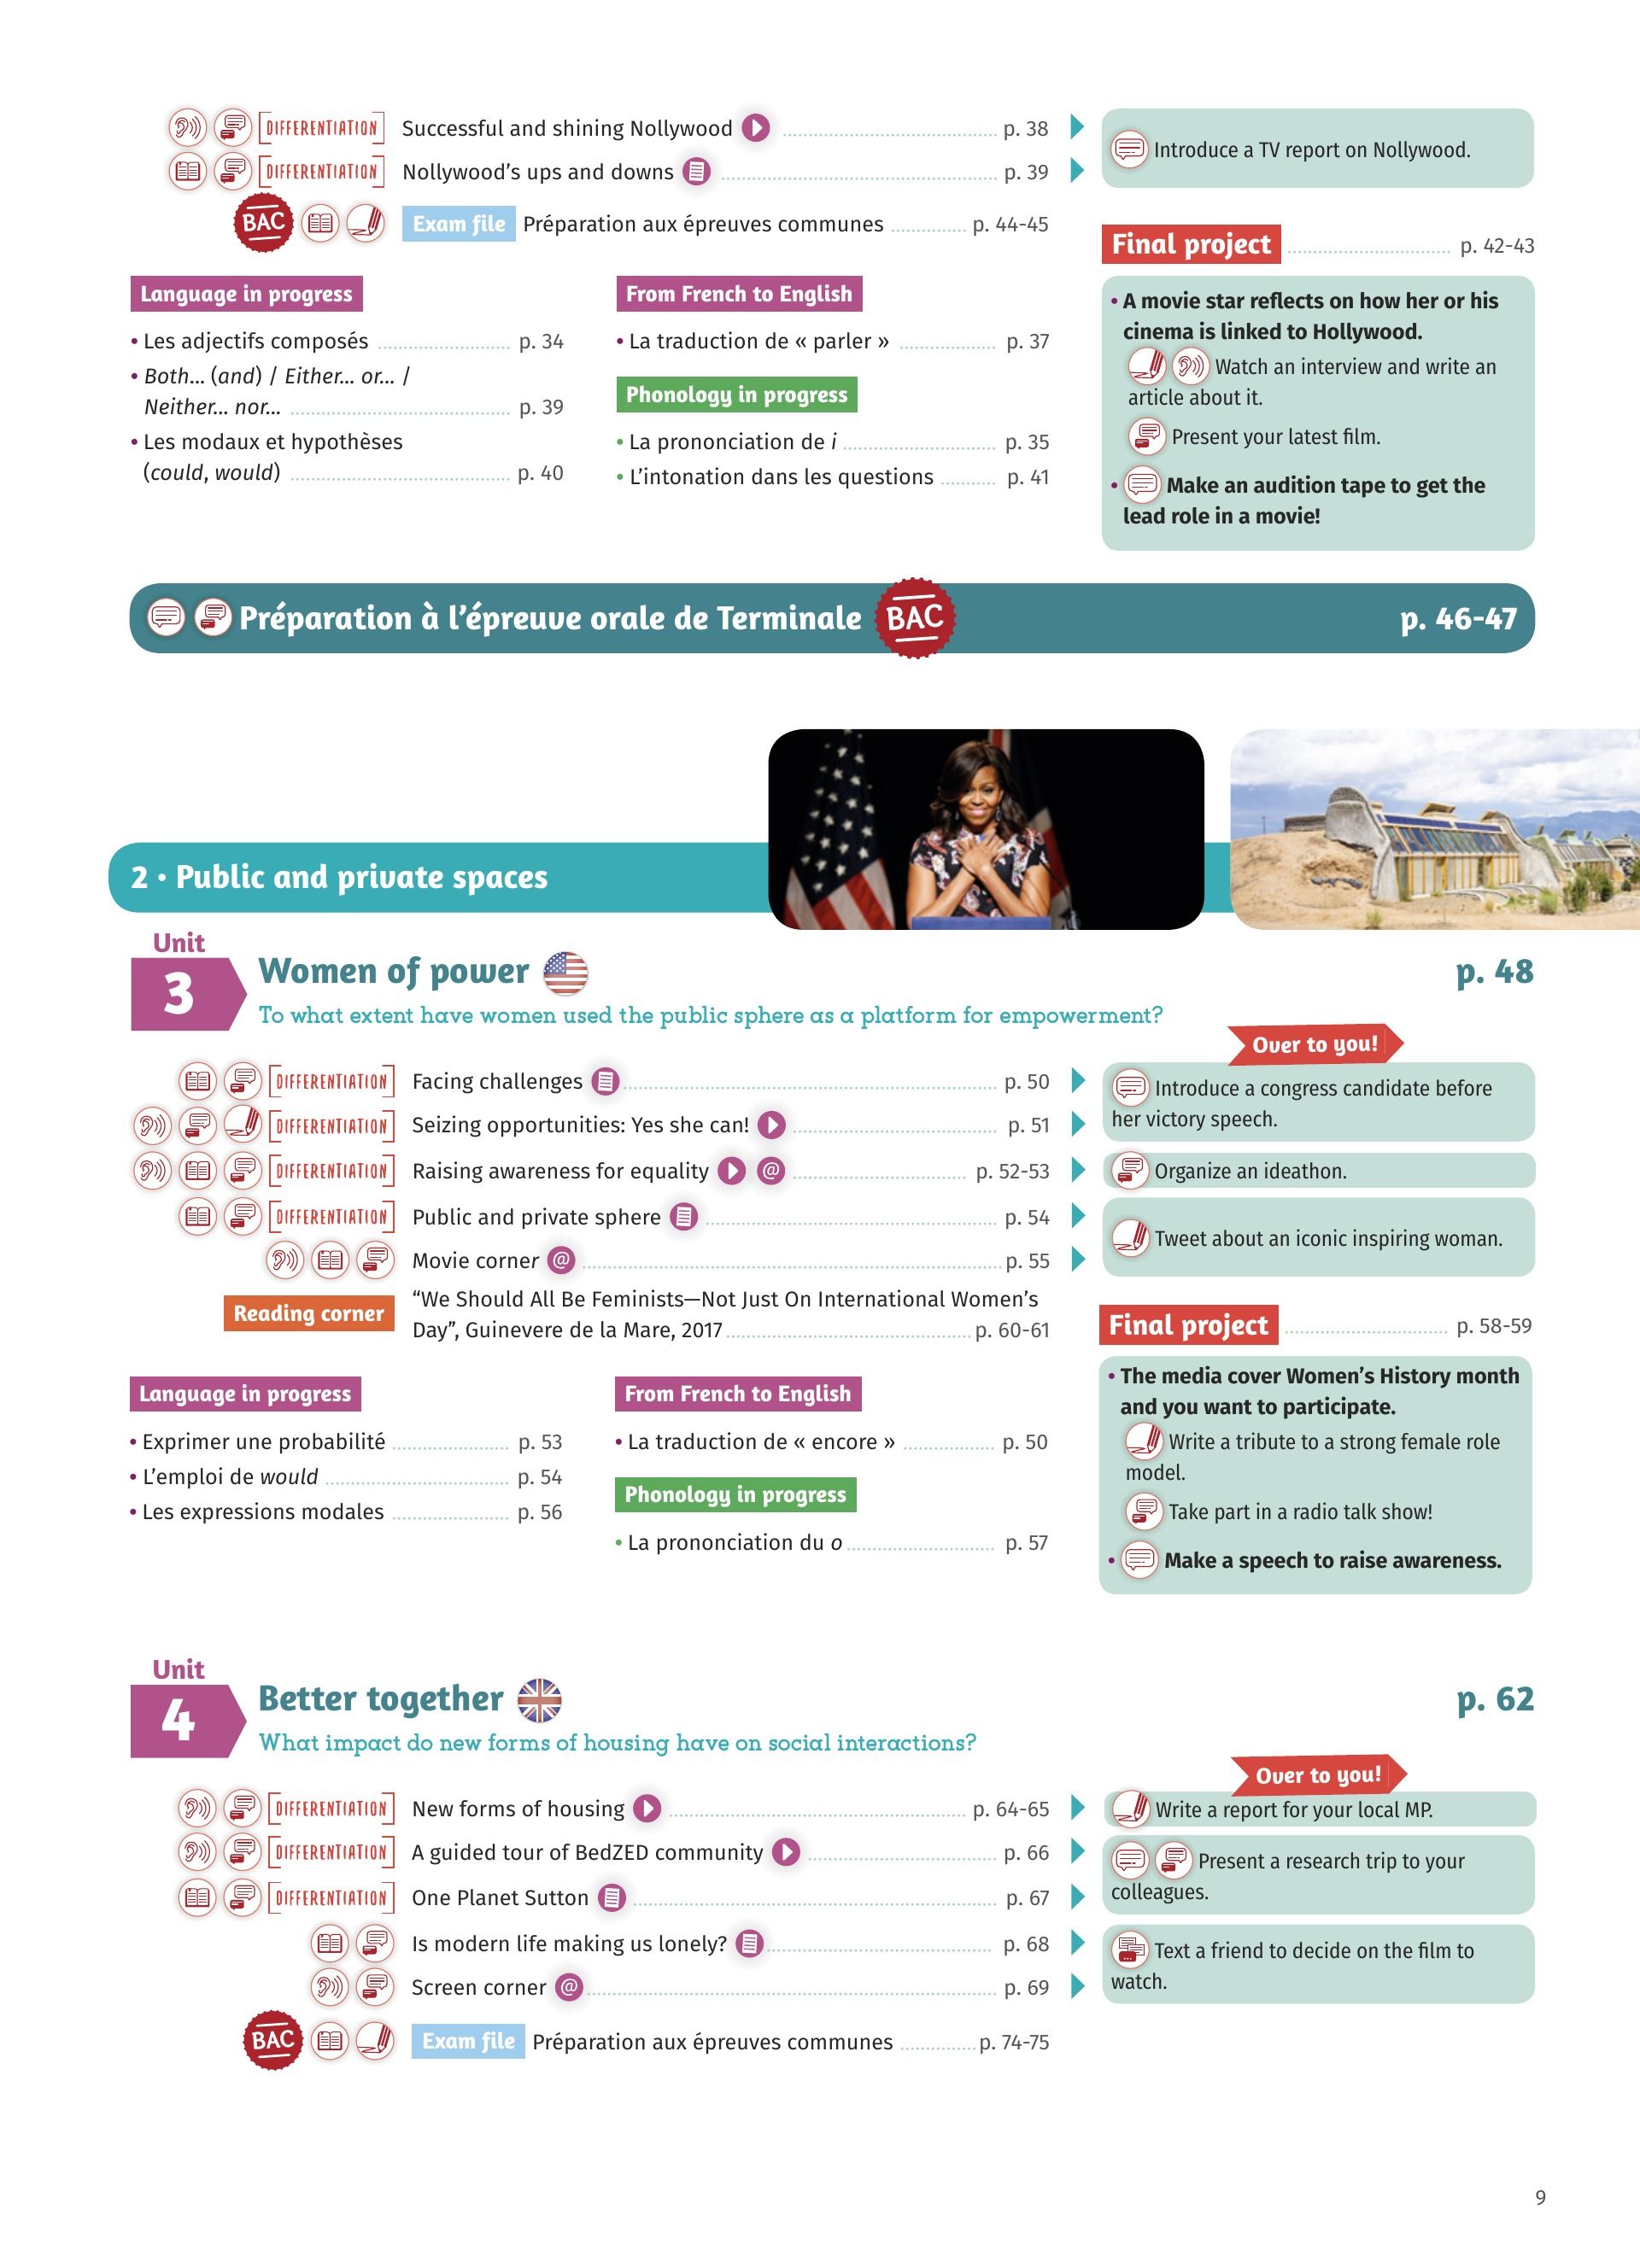 DIFFERENTIATION Successful and shining Nollywood ........ p. 38
DIFFERENTIATION Nollywood's ups and downs ........ p. 39
BAC Exam file Préparation aux épreuves communes ........ p. 44-45
Introduce a TV report on Nollywood.
Final project ........ p. 42-43
Language in progress
• Les adjectifs composés ........ p. 34
• Both... (and) / Either... or... /
Neither... nor... ........ p. 39
• Les modaux et hypothèses
(could, would) ........ p. 40
From French to English
• La traduction de « parler » ........ p. 37
Phonology in progress
• La prononciation de i ........ p. 35
• L'intonation dans les questions ........ p. 41
• A movie star reflects on how her or his
cinema is linked to Hollywood.
Watch an interview and write an
article about it.
Present your latest film.
• Make an audition tape to get the
lead role in a movie!
Préparation à l'épreuve orale de Terminale BAC p. 46-47
2 • Public and private spaces
Unit
3
Women of power p. 48
To what extent have women used the public sphere as a platform for empowerment?
DIFFERENTIATION Facing challenges ........ p. 50
DIFFERENTIATION Seizing opportunities: Yes she can! ........ p. 51
DIFFERENTIATION Raising awareness for equality @ ........ p. 52-53
DIFFERENTIATION Public and private sphere ........ p. 54
Movie corner @ ........ p. 55
Reading corner “We Should All Be Feminists—Not Just On International Women's
Day”, Guinevere de la Mare, 2017 ........ p. 60-61
Over to you!
Introduce a congress candidate before
her victory speech.
Organize an ideathon.
Tweet about an iconic inspiring woman.
Final project ........ p. 58-59
Language in progress
• Exprimer une probabilité ........ p. 53
• L'emploi de would ........ p. 54
• Les expressions modales ........ p. 56
From French to English
• La traduction de « encore » ........ p. 50
Phonology in progress
• La prononciation du o ........ p. 57
• The media cover Women's History month
and you want to participate.
Write a tribute to a strong female role
model.
Take part in a radio talk show!
• Make a speech to raise awareness.
Unit
4
Better together p. 62
What impact do new forms of housing have on social interactions?
DIFFERENTIATION New forms of housing ........ p. 64-65
DIFFERENTIATION A guided tour of BedZED community ........ p. 66
DIFFERENTIATION One Planet Sutton ........ p. 67
Is modern life making us lonely? ........ p. 68
Screen corner @ ........ p. 69
BAC Exam file Préparation aux épreuves communes ........ p. 74-75
Over to you!
Write a report for your local MP.
Present a research trip to your
colleagues.
Text a friend to decide on the film to
watch.
9